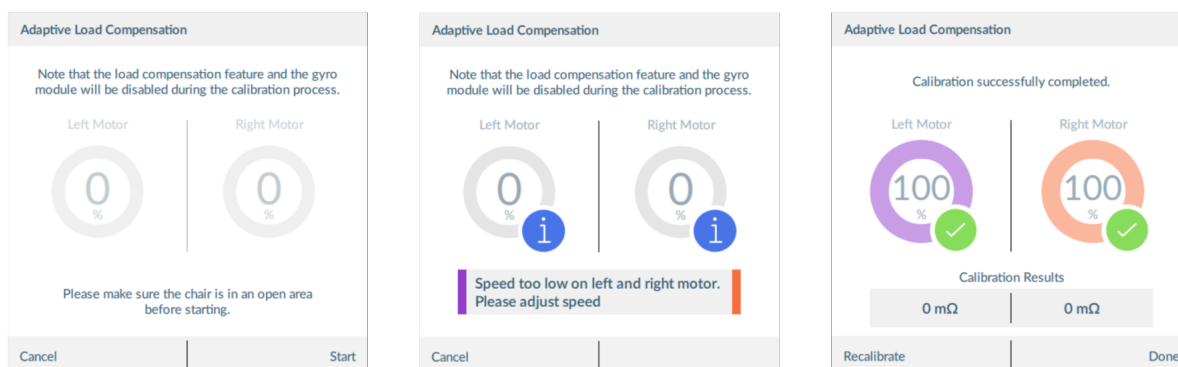 Adaptive Load Compensation
Note that the load compensation feature and the gyro
module will be disabled during the calibration process.
Left Motor
Right Motor
0
%
0
%
Please make sure the chair is in an open area
before starting.
Cancel
Start
Adaptive Load Compensation
Note that the load compensation feature and the gyro
module will be disabled during the calibration process.
Left Motor
Right Motor
0
%
i
0
%
i
Speed too low on left and right motor.
Please adjust speed
Cancel
Adaptive Load Compensation
Calibration successfully completed.
Left Motor
Right Motor
100
%
100
%
Calibration Results
0 mΩ
0 mΩ
Recalibrate
Done